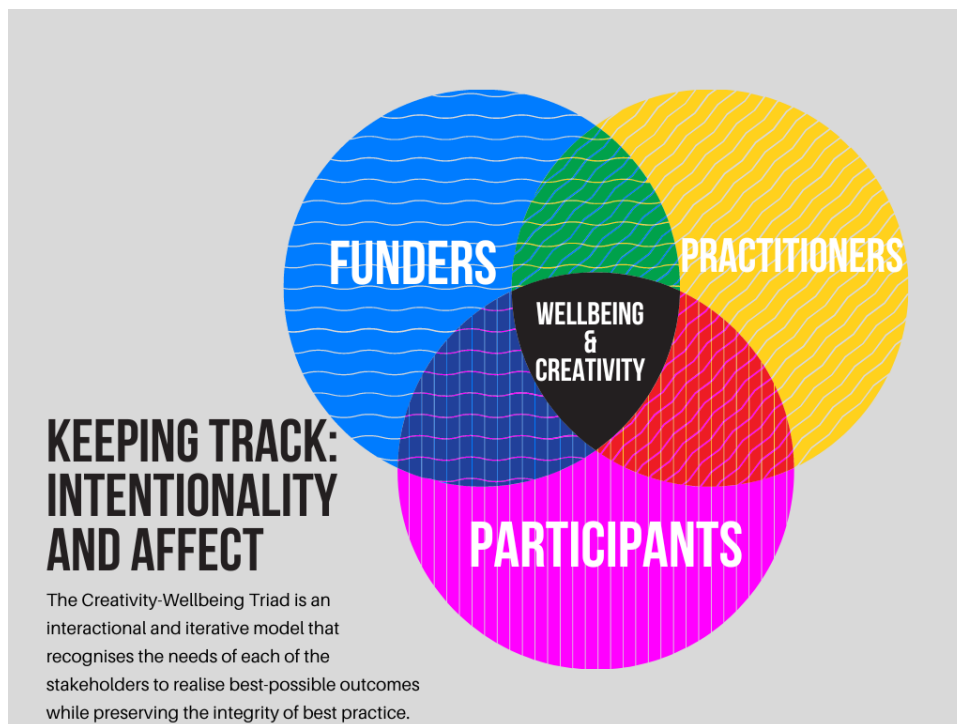 FUNDERS
PRACTITIONERS
WELLBEING
&
CREATIVITY
PARTICIPANTS
KEEPING TRACK:
INTENTIONALITY
AND AFFECT
The Creativity-Wellbeing Triad is an
interactional and iterative model that
recognises the needs of each of the
stakeholders to realise best-possible outcomes
while preserving the integrity of best practice.